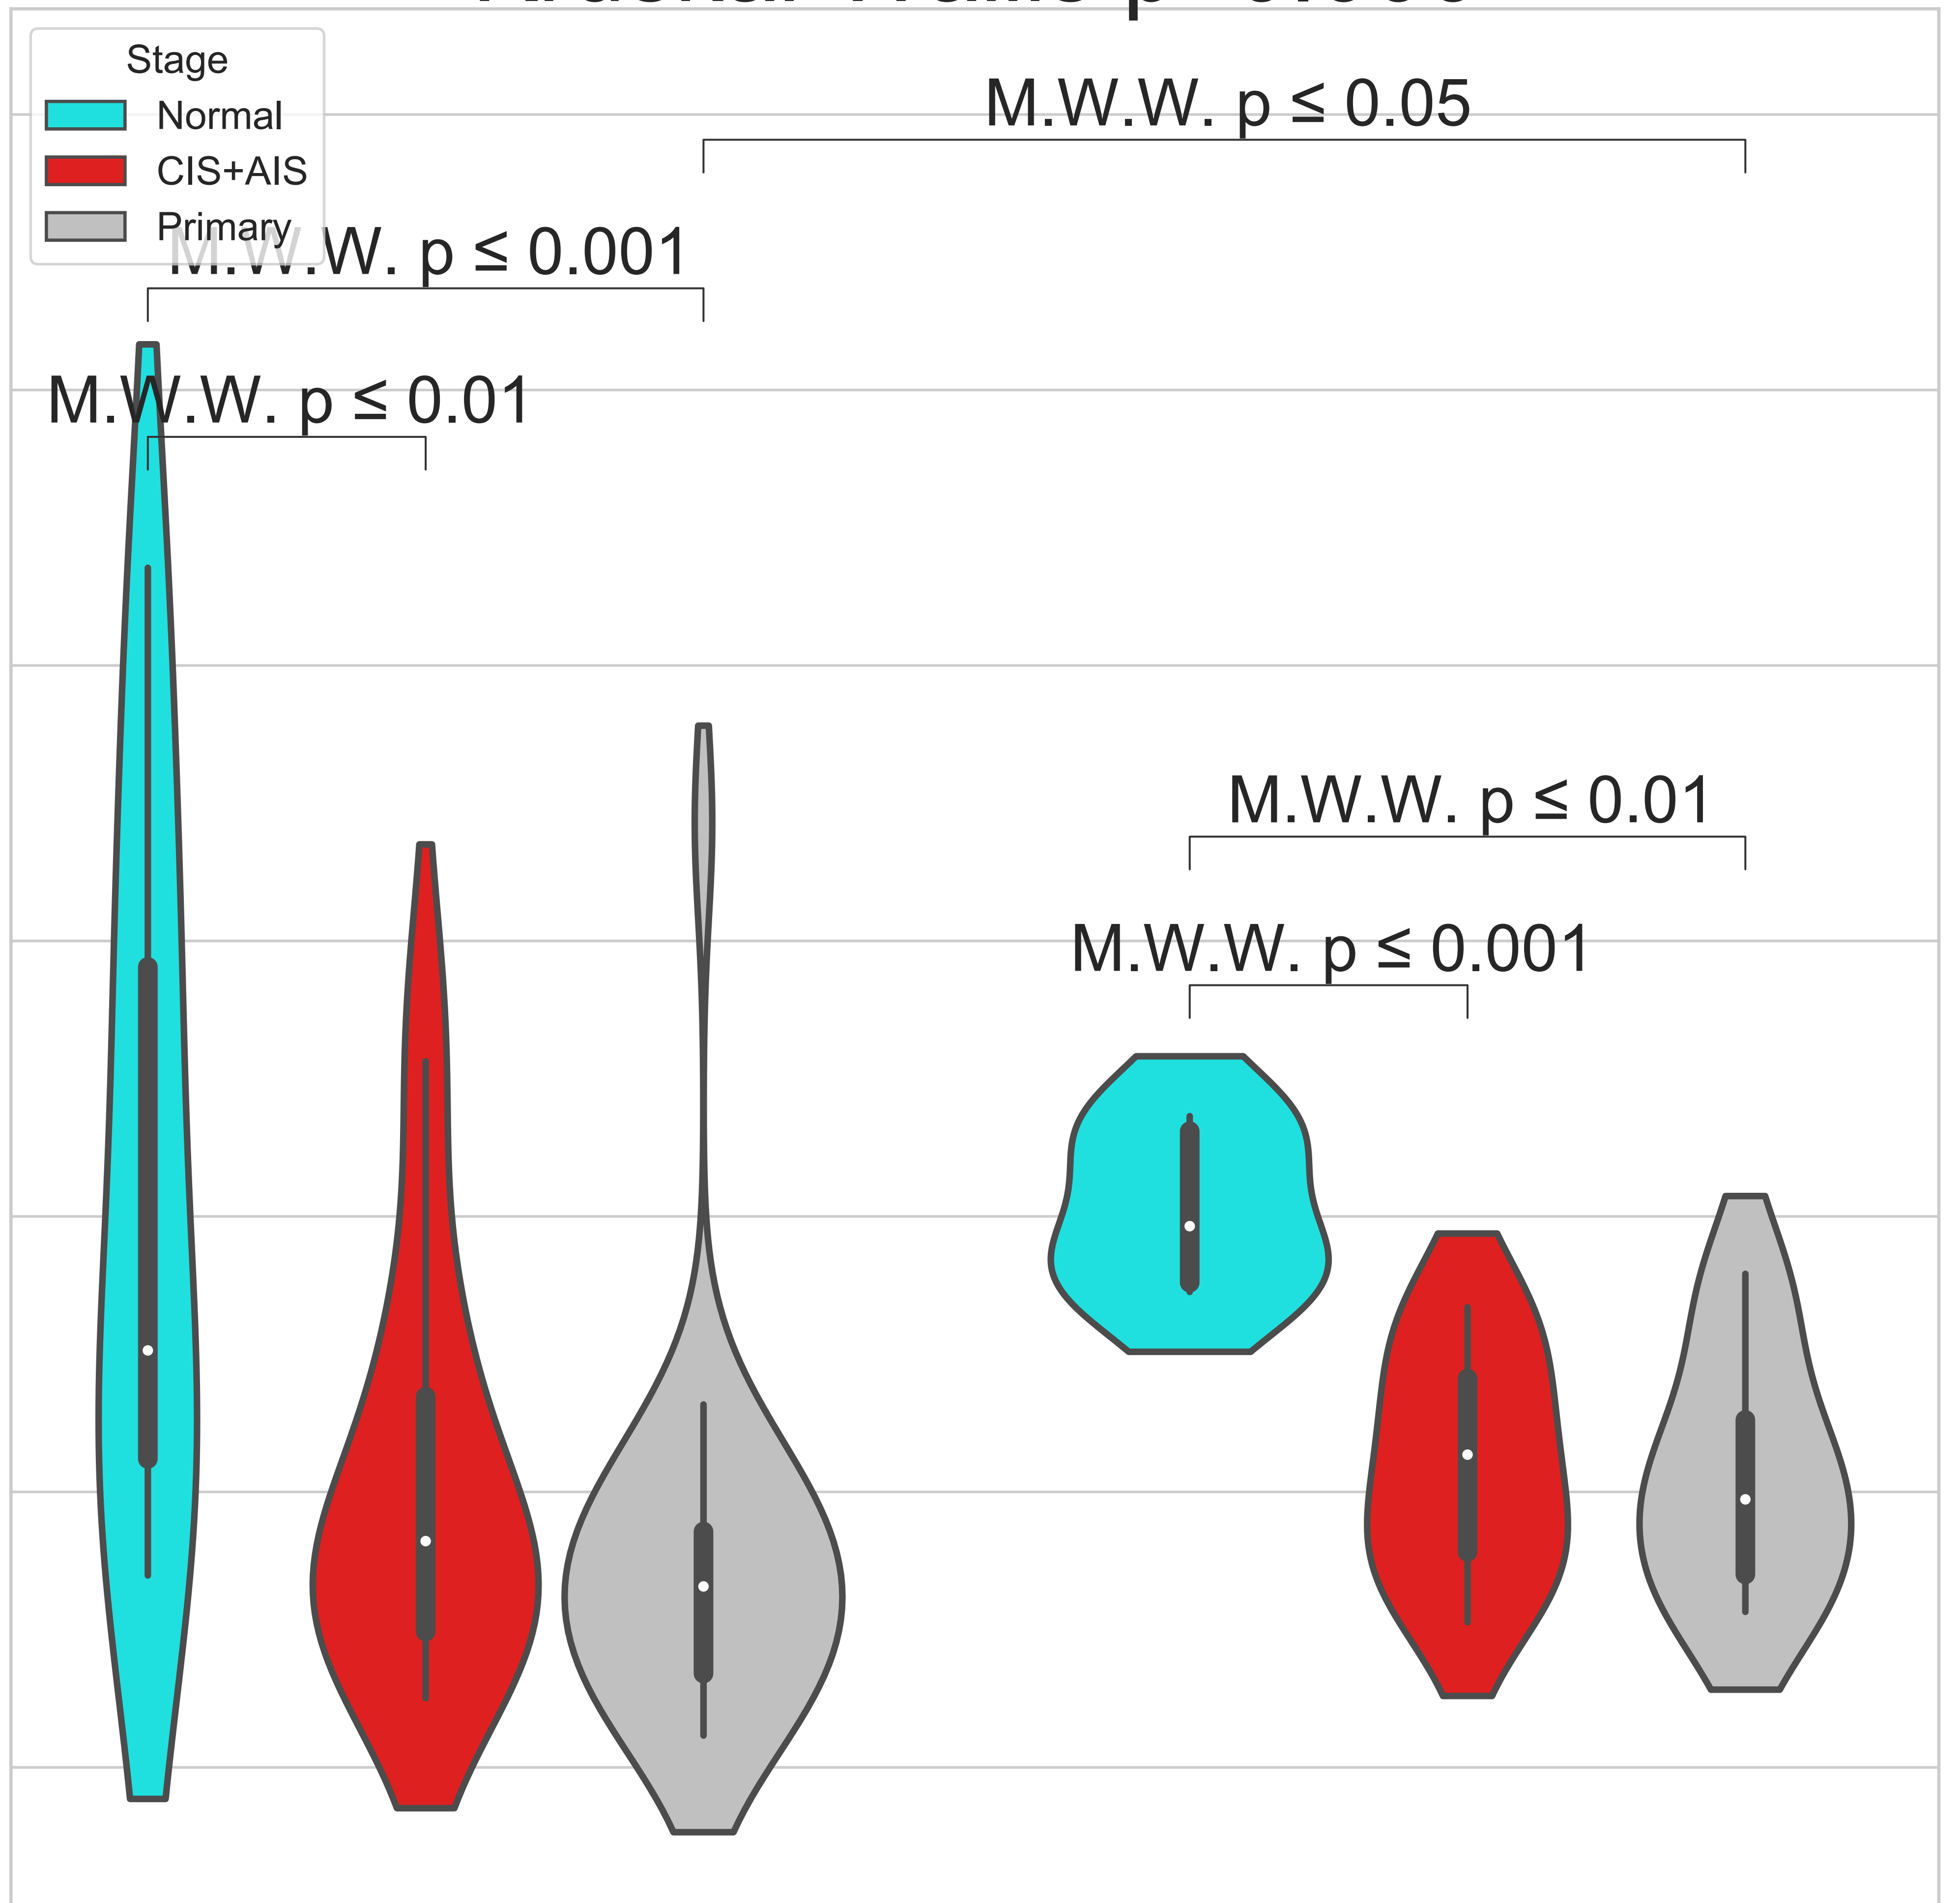 Stage
Normal
CIS+AIS
Primary
M.W.W. p ≤ 0.05
M.W.W. p ≤ 0.001
M.W.W. p ≤ 0.01
M.W.W. p ≤ 0.01
M.W.W. p ≤ 0.001